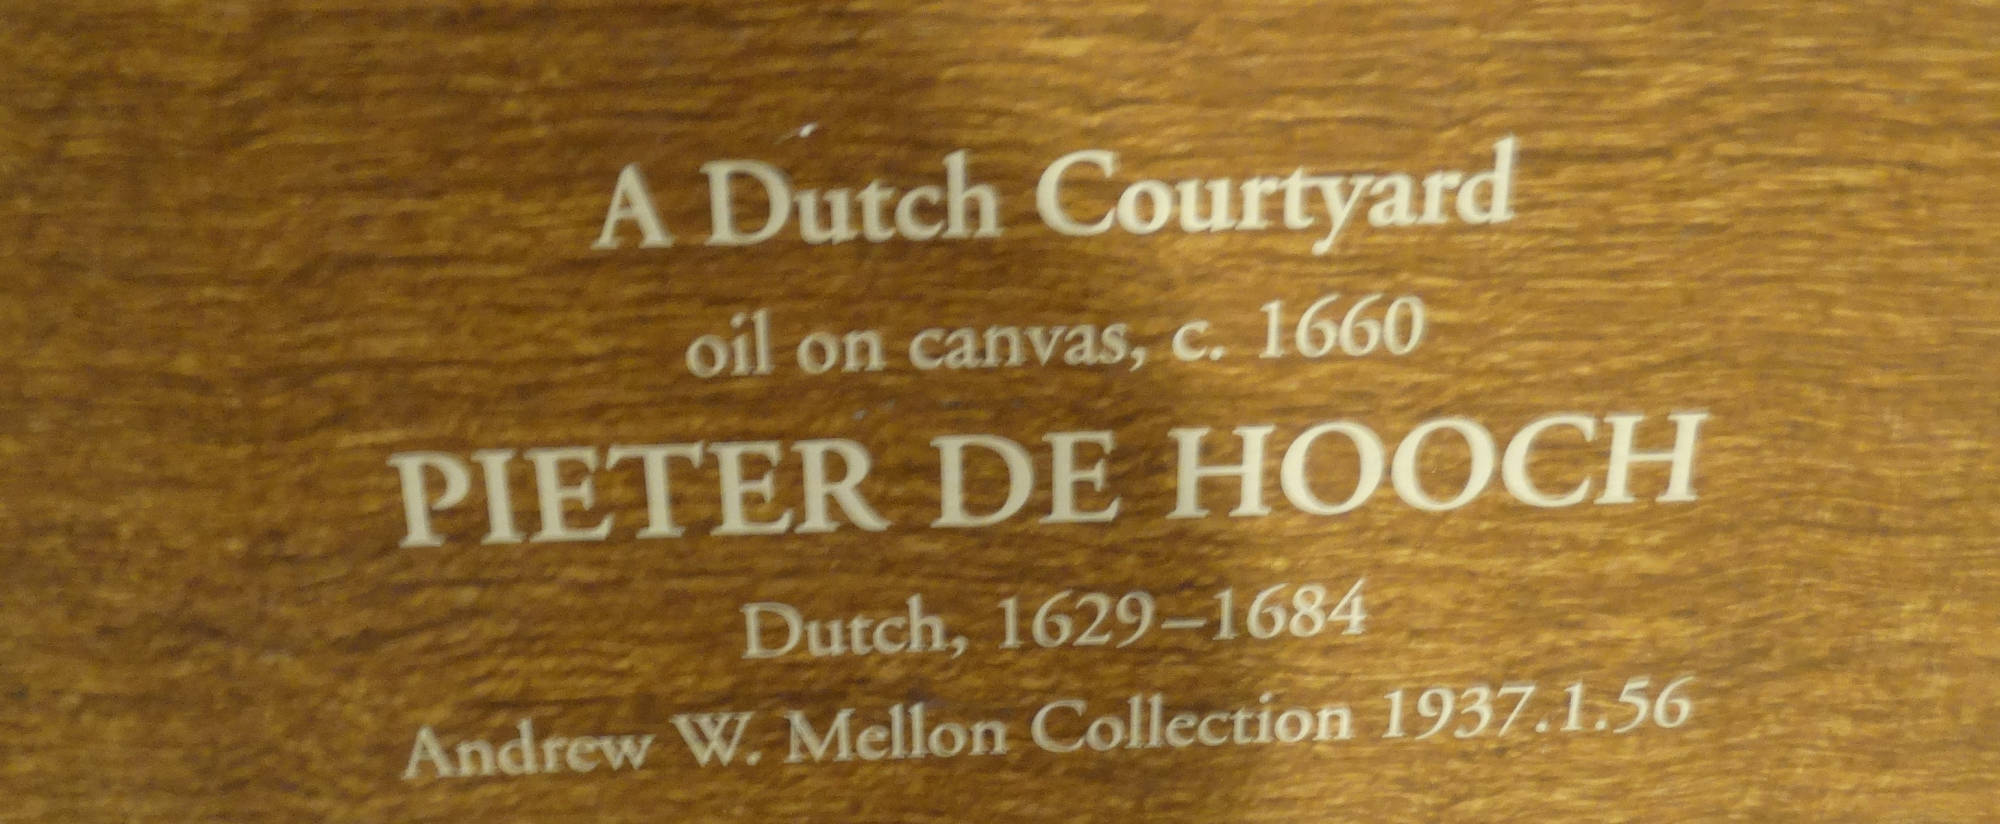 A Dutch Courtyard
oil on canvas, c. 1660
PIETER DE HOOCH
Dutch, 1629–1684
Andrew W. Mellon Collection 1937.1.56